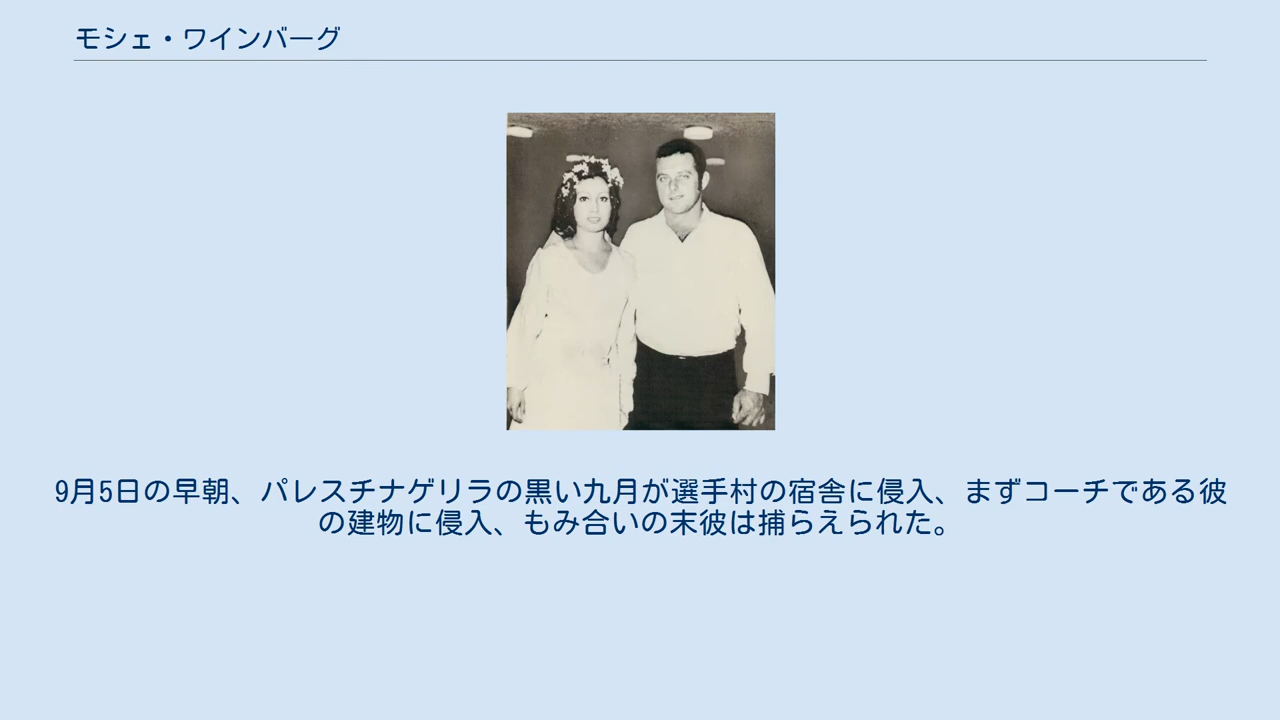 モシェ・ワインバーグ
9月5日の早朝、パレスチナゲリラの黒い九月が選手村の宿舎に侵入、まずコーチである彼
の建物に侵入、もみ合いの末彼は捕らえられた。